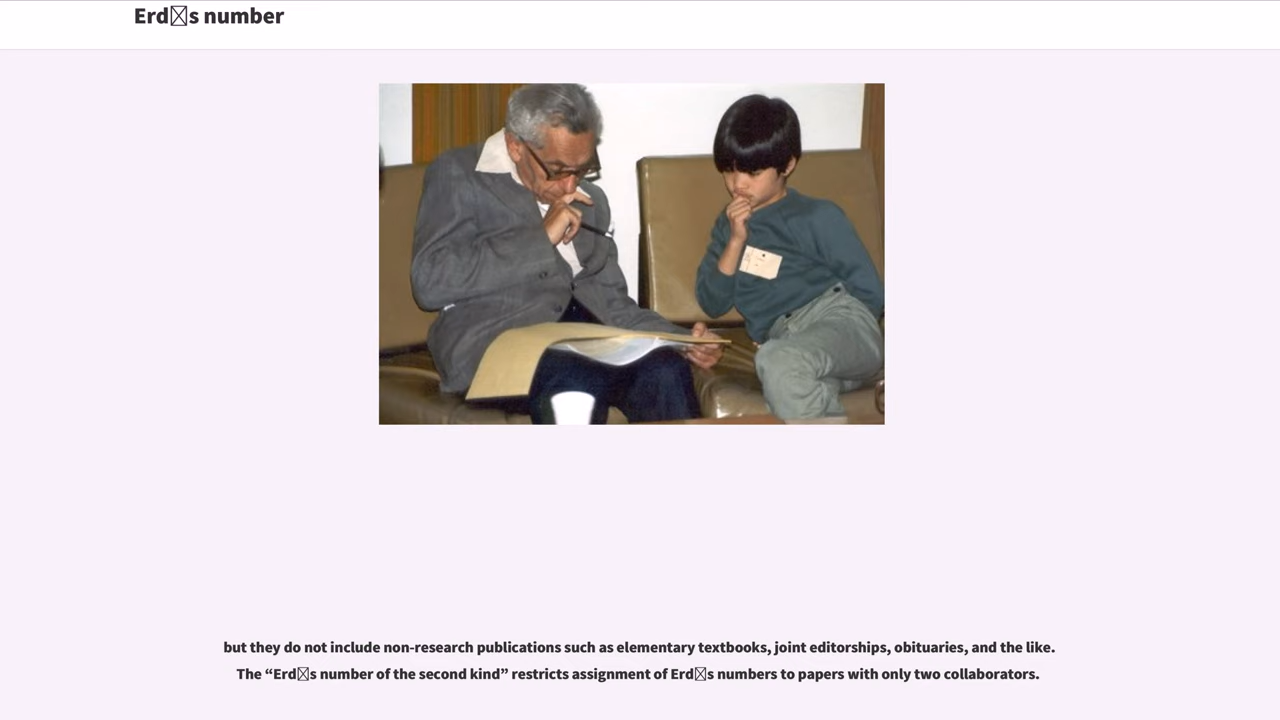 Erd☒s number
but they do not include non-research publications such as elementary textbooks, joint editorships, obituaries, and the like.
The “Erd☒s number of the second kind” restricts assignment of Erd☒s numbers to papers with only two collaborators.